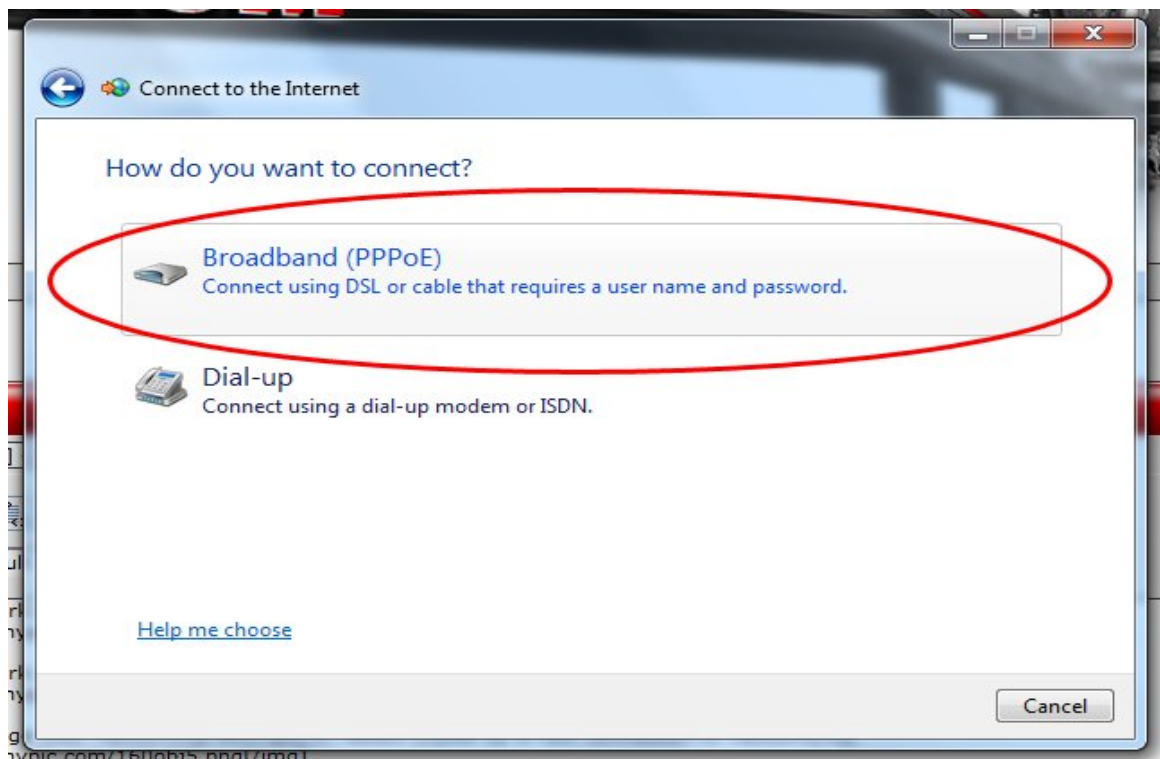 Connect to the Internet
How do you want to connect?
Broadband (PPPoE)
Connect using DSL or cable that requires a user name and password.
Dial-up
Connect using a dial-up modem or ISDN.
Help me choose
Cancel